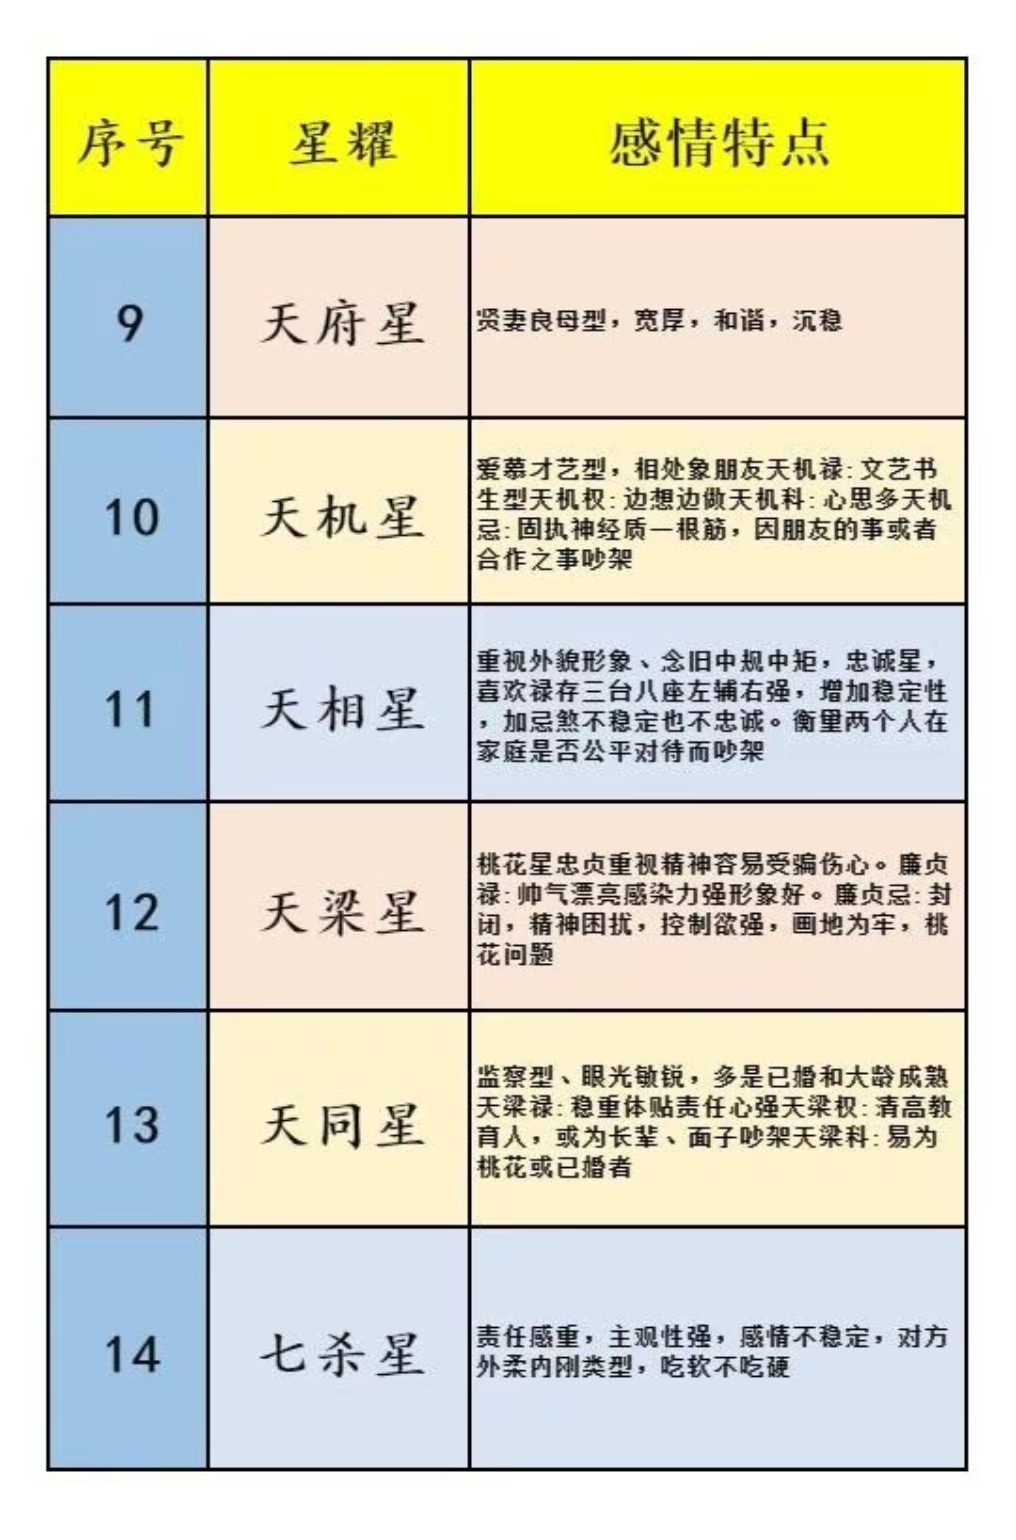 序号 星耀 感情特点
9 天府星 贤妻良母型，宽厚，和谐，沉稳
10 天机星
爱慕才艺型，相处象朋友天机禄：文艺书
生型天机权：边想边做天机科：心思多天机
忌：固执神经质一根筋，因朋友的事或者
合作之事吵架
11 天相星
重视外貌形象、念旧中规中矩，忠诚星，
喜欢禄存三台八座左辅右强，增加稳定性
，加忌煞不稳定也不忠诚。衡量两个人在
家庭是否公平对待而吵架
12 天梁星
桃花星忠贞重视精神容易受骗伤心。廉贞
禄：帅气漂亮感染力强形象好。廉贞忌：封
闭，精神困扰，控制欲强，画地为牢，桃
花问题
13 天同星
监察型、眼光敏锐，多是已婚和大龄成熟
天梁禄：稳重体贴责任心强天梁权：清高教
育人，或为长辈、面子吵架天梁科：易为
桃花或已婚者
14 七杀星
责任感重，主观性强，感情不稳定，对方
外柔内刚类型，吃软不吃硬